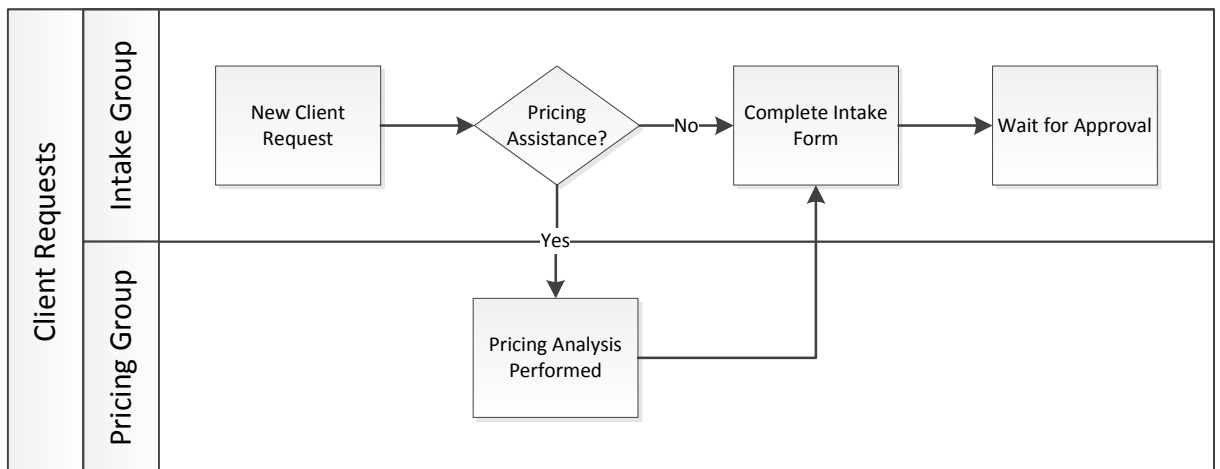 Client Requests
Intake Group
New Client
Request
Pricing
Assistance?
No
Complete Intake
Form
Wait for Approval
Yes
Pricing Group
Pricing Analysis
Performed